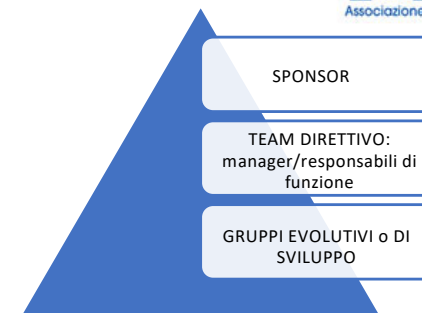 Associazione
SPONSOR
TEAM DIRETTIVO:
manager/responsabili di
funzione
GRUPPI EVOLUTIVI o DI
SVILUPPO